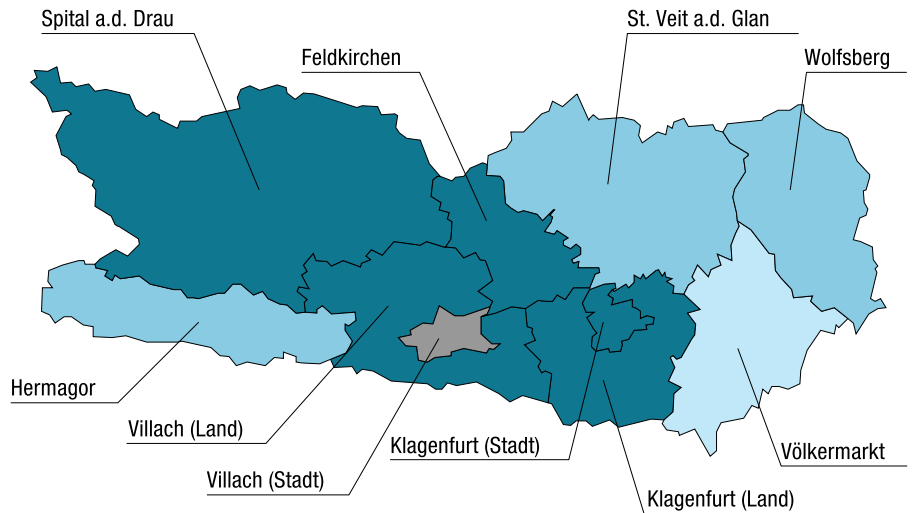 Spital a.d. Drau
St. Veit a.d. Glan
Feldkirchen
Wolfsberg
Hermagor
Villach (Land)
Klagenfurt (Stadt)
Völkermarkt
Villach (Stadt)
Klagenfurt (Land)